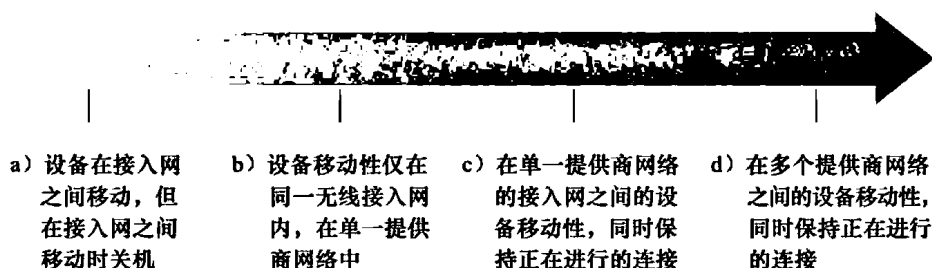 a）设备在接入网
之间移动，但
在接入网之间
移动时关机
b）设备移动性仅在
同一无线接入网
内，在单一提供
商网络中
c）在单一提供商网络
的接入网之间的设
备移动性，同时保
持正在进行的连接
d）在多个提供商网络
之间的设备移动性，
同时保持正在进行
的连接